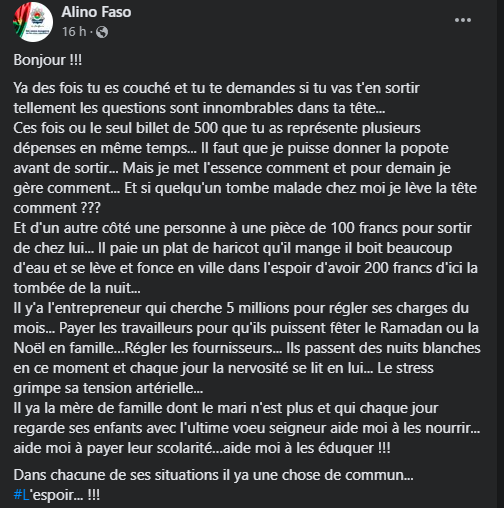 Alino Faso
16 h
Bonjour !!!
Ya des fois tu es couché et tu te demandes si tu vas t'en sortir
tellement les questions sont innombrables dans ta tête...
Ces fois ou le seul billet de 500 que tu as représente plusieurs
dépenses en même temps... Il faut que je puisse donner la popote
avant de sortir... Mais je met l'essence comment et pour demain je
gère comment... Et si quelqu'un tombe malade chez moi je lève la tête
comment ???
Et d'un autre côté une personne à une pièce de 100 francs pour sortir
de chez lui... Il paie un plat de haricot qu'il mange il boit beaucoup
d'eau et se lève et fonce en ville dans l'espoir d'avoir 200 francs d'ici la
tombée de la nuit...
Il y'a l'entrepreneur qui cherche 5 millions pour régler ses charges du
mois... Payer les travailleurs pour qu'ils puissent fêter le Ramadan ou la
Noël en famille...Régler les fournisseurs... Ils passent des nuits blanches
en ce moment et chaque jour la nervosité se lit en lui... Le stress
grimpe sa tension artérielle...
Il ya la mère de famille dont le mari n'est plus et qui chaque jour
regarde ses enfants avec l'ultime voeu seigneur aide moi à les nourrir...
aide moi à payer leur scolarité...aide moi à les éduquer !!!
Dans chacune de ses situations il ya une chose de commun...
#L'espoir... !!!